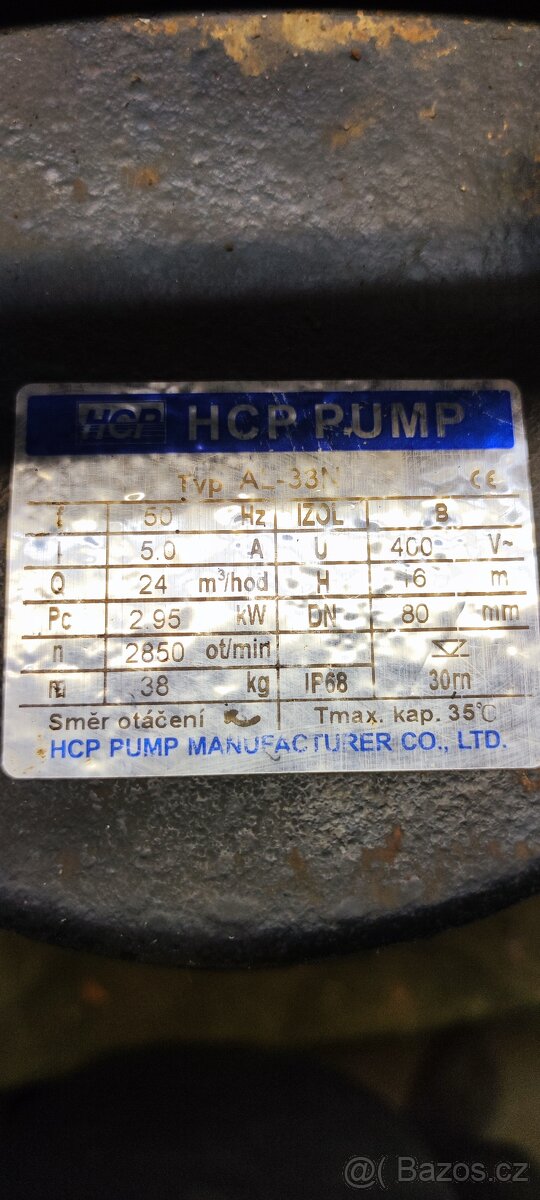 HCP HCP PUMP
Typ A -33N CE
f 50 Hz IZOL B
I 5.0 A U 400 V~
Q 24 m³/hod H 16 m
Pc 2.95 kW DN 80 mm
n 2850 ot/min
m 38 kg IP68 30m
Směr otáčení Tmax. kap. 35°C
HCP PUMP MANUFACTURER CO., LTD.
@( Bazos.cz